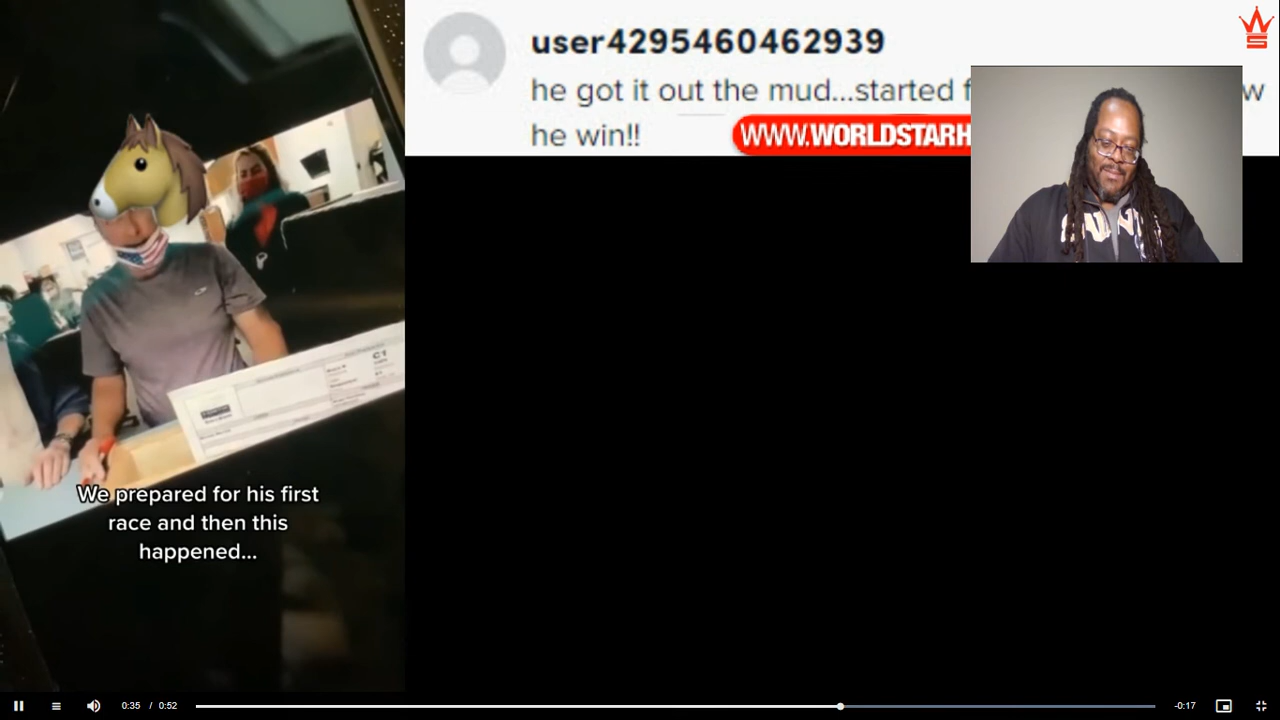 user4295460462939
he got it out the mud...started f
w
he win!!
WWW.WORLDSTARH
C1
We prepared for his first
race and then this
happened...
0:35 / 0:52
-0:17